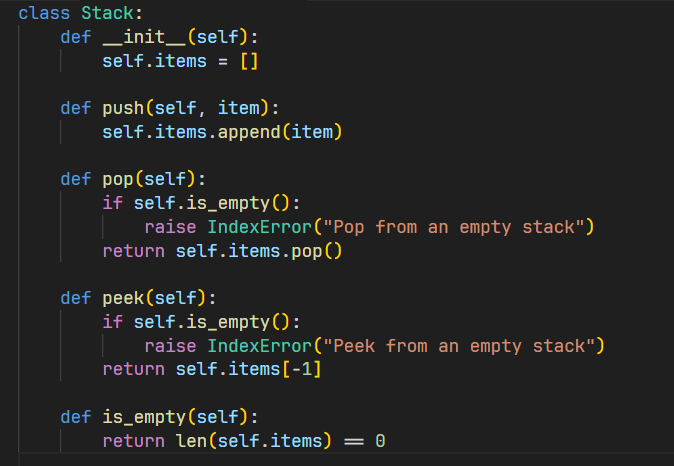 class Stack:
    def __init__(self):
        self.items = []

    def push(self, item):
        self.items.append(item)

    def pop(self):
        if self.is_empty():
            raise IndexError("Pop from an empty stack")
        return self.items.pop()

    def peek(self):
        if self.is_empty():
            raise IndexError("Peek from an empty stack")
        return self.items[-1]

    def is_empty(self):
        return len(self.items) == 0